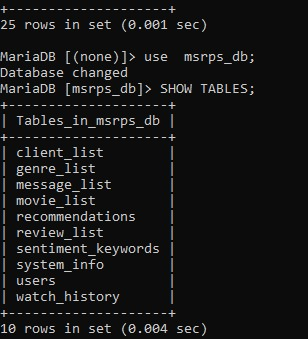 +--------------------+
25 rows in set (0.001 sec)
MariaDB [(none)]> use  msrps_db;
Database changed
MariaDB [msrps_db]> SHOW TABLES;
+--------------------+
| Tables_in_msrps_db |
+--------------------+
| client_list        |
| genre_list         |
| message_list       |
| movie_list         |
| recommendations    |
| review_list        |
| sentiment_keywords |
| system_info        |
| users              |
| watch_history      |
+--------------------+
10 rows in set (0.004 sec)